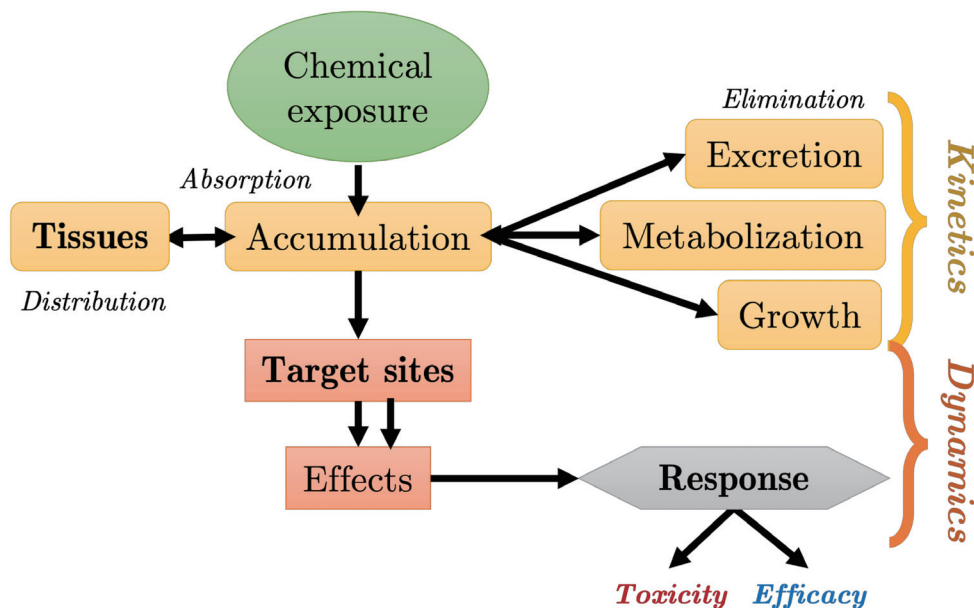 Chemical
exposure
Elimination
Excretion
Absorption
Tissues
Accumulation
Metabolization
Distribution
Growth
Kinetics
Target sites
Effects
Response
Dynamics
Toxicity
Efficacy